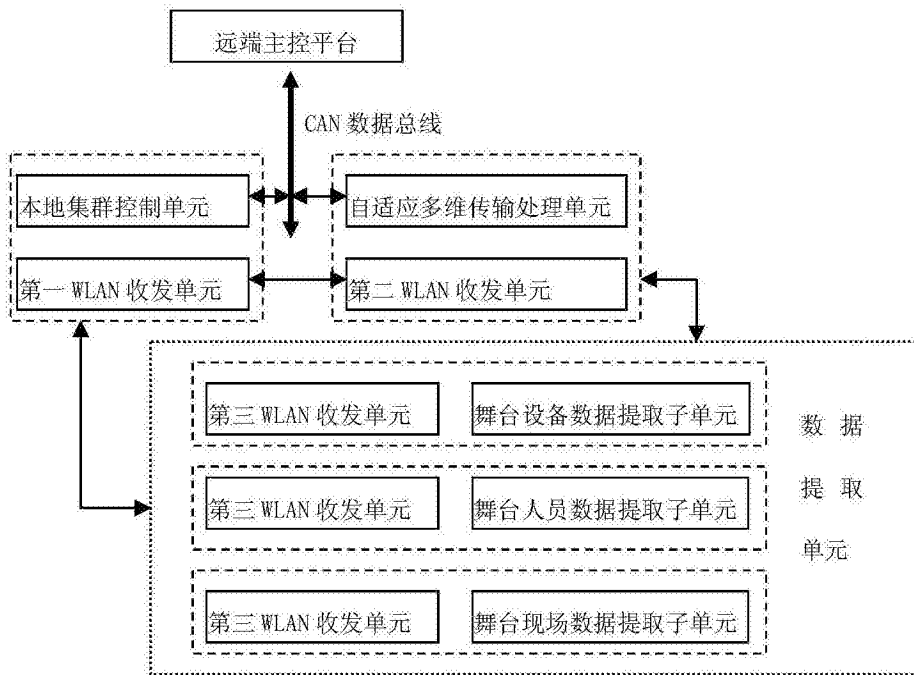 远端主控平台
CAN 数据总线
本地集群控制单元
自适应多维传输处理单元
第一 WLAN 收发单元
第二 WLAN 收发单元
第三 WLAN 收发单元
舞台设备数据提取子单元
第三 WLAN 收发单元
舞台人员数据提取子单元
第三 WLAN 收发单元
舞台现场数据提取子单元
数 据
提 取
单元